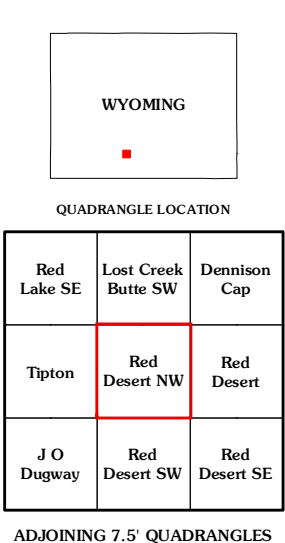 WYOMING
QUADRANGLE LOCATION
Red
Lake SE
Lost Creek
Butte SW
Dennison
Cap
Tipton
Red
Desert NW
Red
Desert
J O
Dugway
Red
Desert SW
Red
Desert SE
ADJOINING 7.5' QUADRANGLES